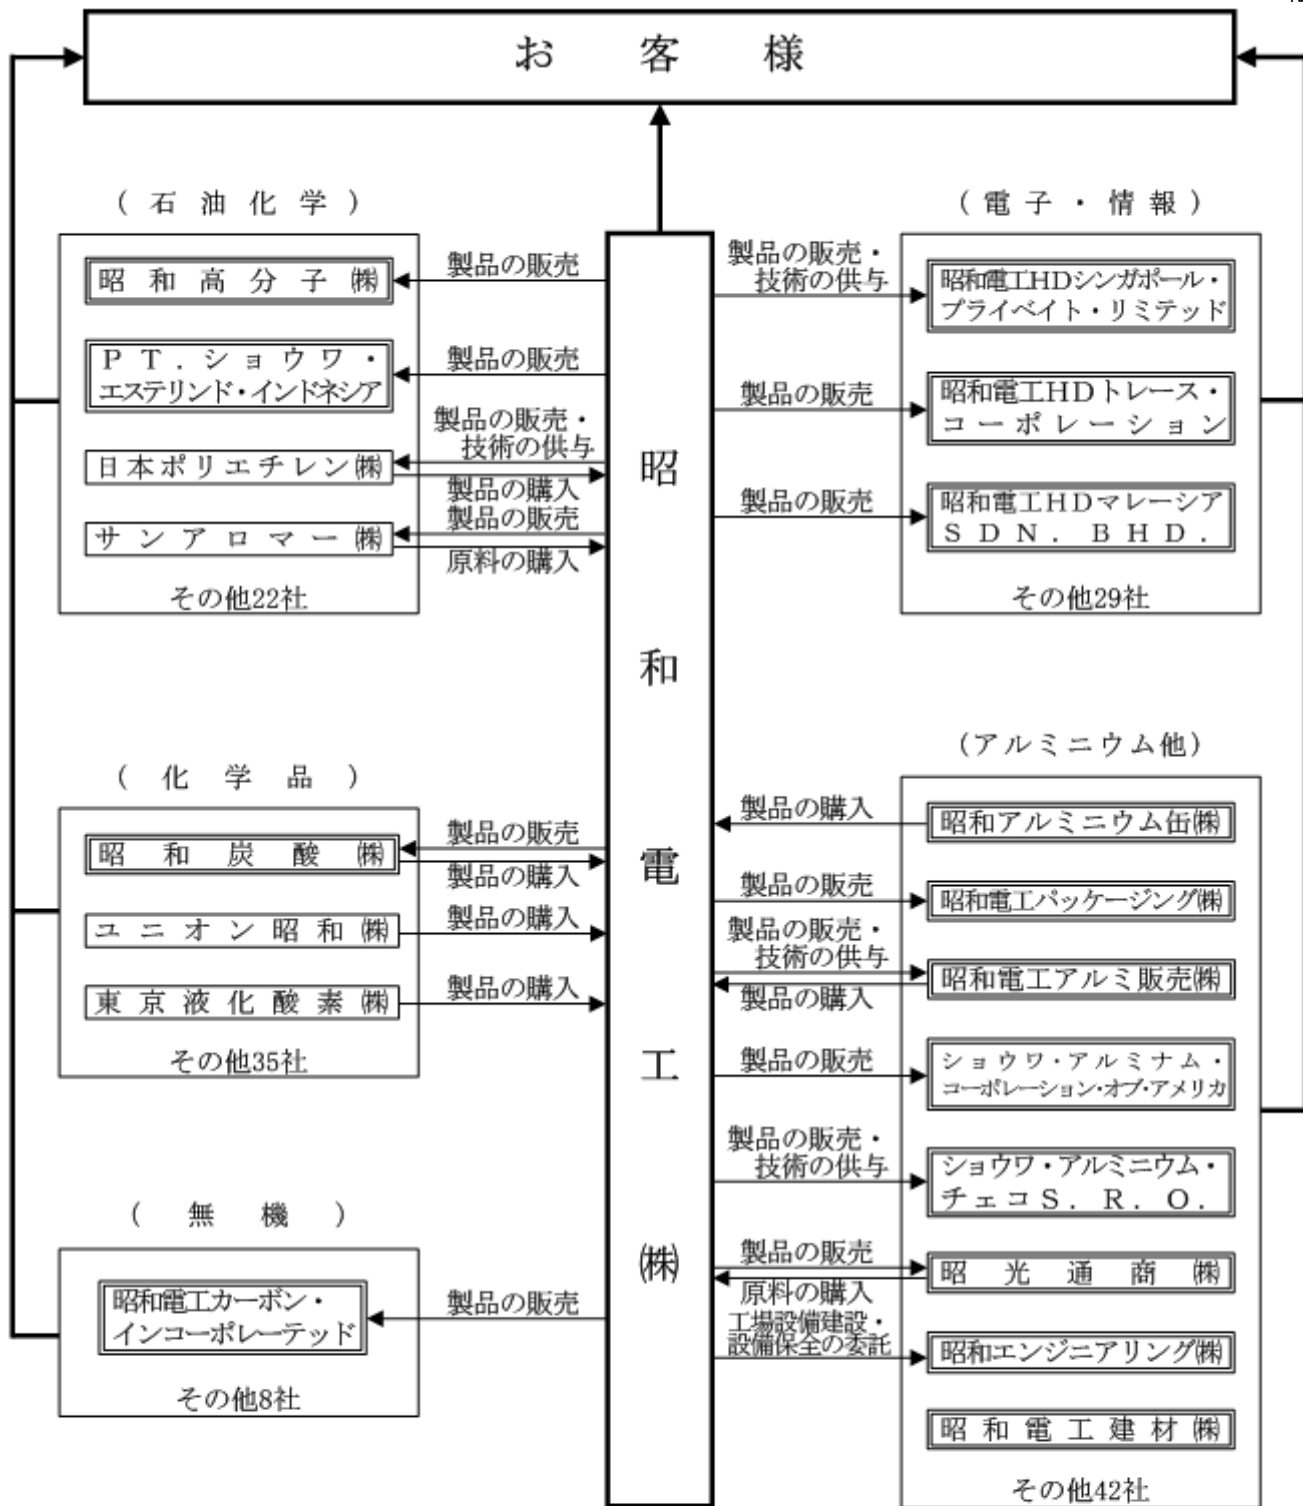 お客様
(石油化学)
昭和高分子㈱
製品の販売
PT.ショウワ・
エステリンド・インドネシア
製品の販売
日本ポリエチレン㈱
製品の販売・
技術の供与
製品の購入
サンアロマー㈱
製品の販売
原料の購入
その他22社
(化学品)
昭和炭酸㈱
製品の販売
製品の購入
ユニオン昭和㈱
製品の購入
東京液化酸素㈱
製品の購入
その他35社
(無機)
昭和電工カーボン・
インコーポレーテッド
製品の販売
その他8社
昭和電工㈱
(電子・情報)
製品の販売・
技術の供与
昭和電工HDシンガポール・
プライベイト・リミテッド
製品の販売
昭和電工HDトレース・
コーポレーション
製品の販売
昭和電工HDマレーシア
SDN. BHD.
その他29社
(アルミニウム他)
製品の購入
昭和アルミニウム缶㈱
製品の販売
昭和電工パッケージング㈱
製品の販売・
技術の供与
昭和電工アルミ販売㈱
製品の購入
製品の販売
ショウワ・アルミナム・
コーポレーション・オブ・アメリカ
製品の販売・
技術の供与
ショウワ・アルミニウム・
チェコS.R.O.
製品の販売
昭光通商㈱
原料の購入
工場設備建設・
設備保全の委託
昭和エンジニアリング㈱
昭和電工建材㈱
その他42社